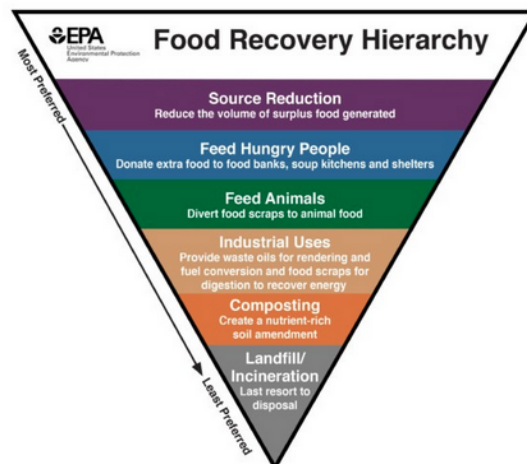 EPA
United States
Environmental Protection
Agency
Food Recovery Hierarchy
Most Preferred
Source Reduction
Reduce the volume of surplus food generated
Feed Hungry People
Donate extra food to food banks, soup kitchens and shelters
Feed Animals
Divert food scraps to animal food
Industrial Uses
Provide waste oils for rendering and
fuel conversion and food scraps for
digestion to recover energy
Composting
Create a nutrient-rich
soil amendment
Landfill/
Incineration
Last resort to
disposal
Least Preferred